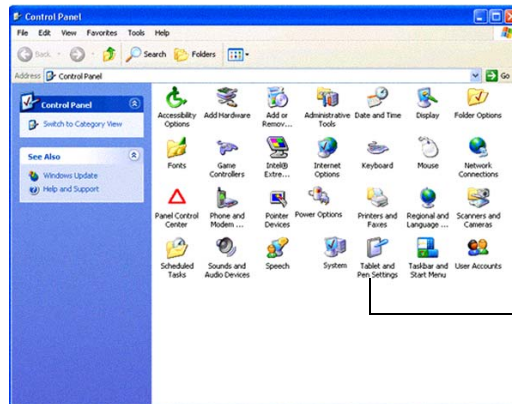 Control Panel
File Edit View Favorites Tools Help
Back Search Folders
Address Control Panel Go
Control Panel
Switch to Category View
See Also
Windows Update
Help and Support
Accessibility Options
Add Hardware
Add or Remov...
Administrative Tools
Date and Time
Display
Folder Options
Fonts
Game Controllers
Intel® Extre...
Internet Options
Keyboard
Mouse
Network Connections
Panel Control Center
Phone and Modem ...
Pointer Devices
Power Options
Printers and Faxes
Regional and Language ...
Scanners and Cameras
Scheduled Tasks
Sounds and Audio Devices
Speech
System
Tablet and Pen Settings
Taskbar and Start Menu
User Accounts